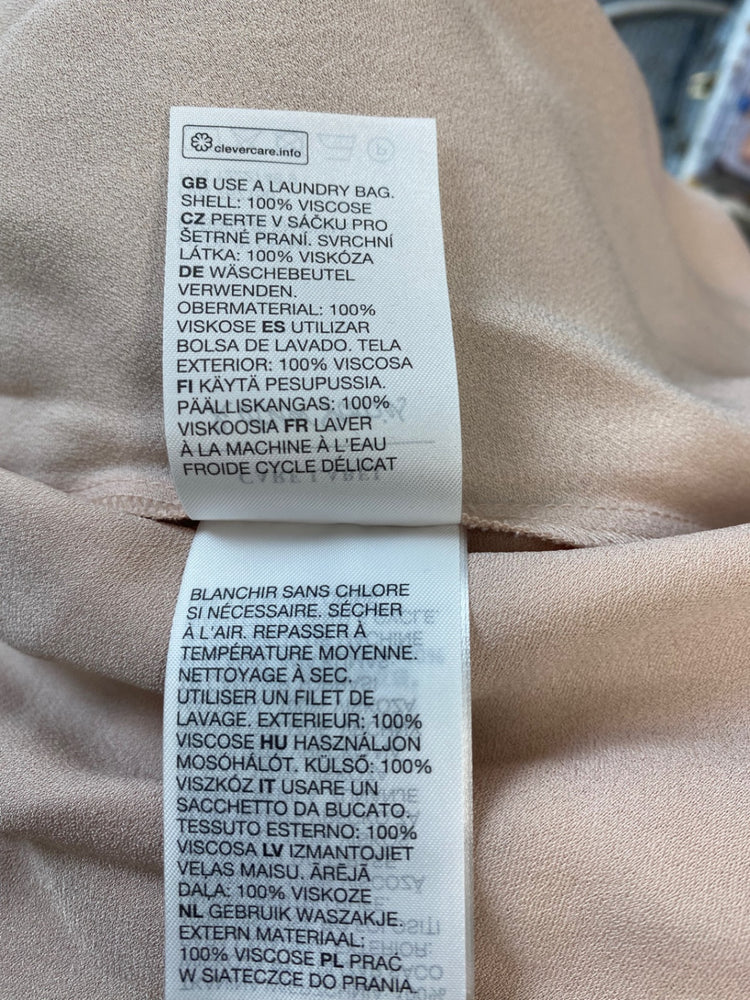 clevercare.info
GB USE A LAUNDRY BAG.
SHELL: 100% VISCOSE
CZ PERTE V SÁČKU PRO
ŠETRNÉ PRANÍ. SVRCHNÍ
LÁTKA: 100% VISKÓZA
DE WÄSCHEBEUTEL
VERWENDEN.
OBERMATERIAL: 100%
VISKOSE ES UTILIZAR
BOLSA DE LAVADO. TELA
EXTERIOR: 100% VISCOSA
FI KÄYTÄ PESUPUSSIA.
PÄÄLLISKANGAS: 100%
VISKOOSIA FR LAVER
À LA MACHINE À L'EAU
FROIDE CYCLE DÉLICAT
CARE LABEL
BLANCHIR SANS CHLORE
SI NÉCESSAIRE. SÉCHER
À L'AIR. REPASSER À
TEMPÉRATURE MOYENNE.
NETTOYAGE À SEC.
UTILISER UN FILET DE
LAVAGE. EXTERIEUR: 100%
VISCOSE HU HASZNÁLJON
MOSÓHÁLÓT. KÜLSŐ: 100%
VISZKÓZ IT USARE UN
SACCHETTO DA BUCATO.
TESSUTO ESTERNO: 100%
VISCOSA LV IZMANTOJIET
VEĻAS MAISU. ĀRĒJĀ
DAĻA: 100% VISKOZE
NL GEBRUIK WASZAKJE.
EXTERN MATERIAAL:
100% VISCOSE PL PRAĆ
W SIATECZCE DO PRANIA.